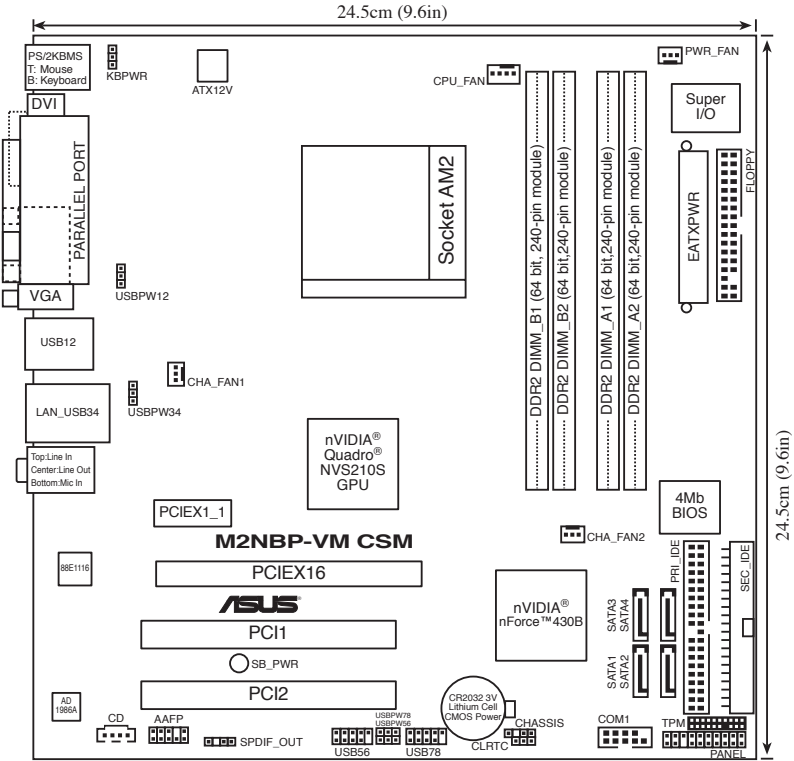 24.5cm (9.6in)
PS/2KBMS
T: Mouse
B: Keyboard
KBPWR
ATX12V
CPU_FAN
PWR_FAN
Super
I/O
DVI
PARALLEL PORT
Socket AM2
DDR2 DIMM_B1 (64 bit, 240-pin module)
DDR2 DIMM_B2 (64 bit,240-pin module)
DDR2 DIMM_A1 (64 bit,240-pin module)
DDR2 DIMM_A2 (64 bit,240-pin module)
EATXPWR
FLOPPY
VGA
USBPW12
USB12
CHA_FAN1
LAN_USB34
USBPW34
24.5cm (9.6in)
Top:Line In
Center:Line Out
Bottom:Mic In
nVIDIA®
Quadro®
NVS210S
GPU
PCIEX1_1
4Mb
BIOS
M2NBP-VM CSM
CHA_FAN2
PRI_IDE
SEC_IDE
88E1116
PCIEX16
ASUS
nVIDIA®
nForce™430B
SATA3
SATA4
PCI1
SB_PWR
SATA1
SATA2
PCI2
AD
1986A
CR2032 3V
Lithium Cell
CMOS Power
CD
AAFP
SPDIF_OUT
USBPW78
USBPW56
USB56
USB78
CLRTC
CHASSIS
COM1
TPM
PANEL